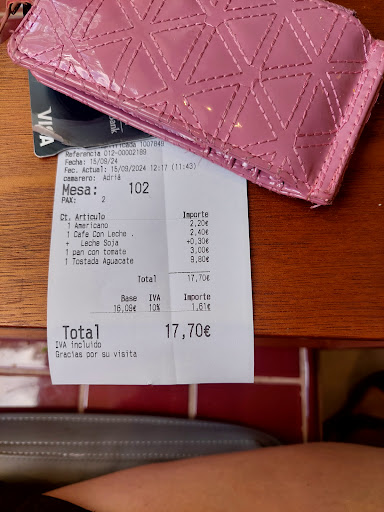 VISA
Referencia 012-00002189
Fecha: 15/09/24
Fec. Actual: 15/09/2024 12:17 (11:43)
camarero: Adriá
Mesa: 102
PAX: 2
Ct. Articulo Importe
1 Americano 2,20€
1 Cafe Con Leche . 2,40€
+ Leche Soja +0,30€
1 pan con tomate 3,00€
1 Tostada Aguacate 9,80€
Total 17,70€
Base IVA Importe
16,09€ 10% 1,61€
Total 17,70€
IVA incluido
Gracias por su visita